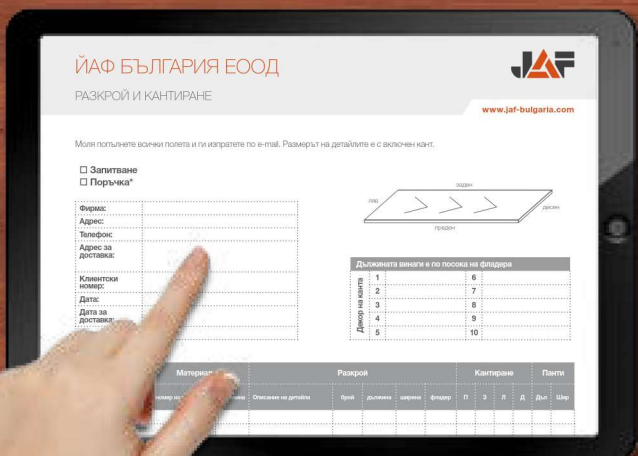 ЙАФ БЪЛГАРИЯ ЕООД
JAF
РАЗКРОЙ И КАНТИРАНЕ
www.jaf-bulgaria.com
Моля попълнете всички полета и ги изпратете по e-mail. Размерът на детайлите е с включен кант.
☐ Запитване
☐ Поръчка*
заден
ляв
десен
преден
Фирма:
Адрес:
Телефон:
Адрес за
доставка:
Клиентски
номер:
Дата:
Дата за
доставка:
Дължината винаги е по посока на фладера
Декор на канта
1 6
2 7
3 8
4 9
5 10
Разкрой Кантиране Панти
номер Описание на детайли брой дължина ширина фладер П З Л Д Дъл Шир